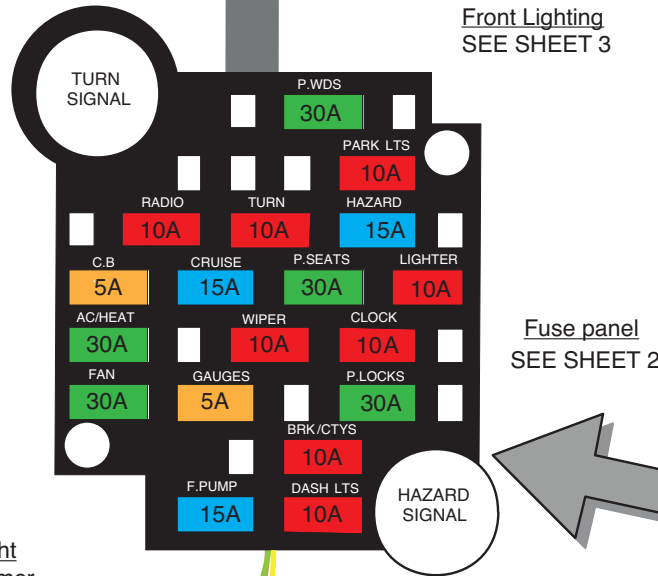 Front Lighting
SEE SHEET 3
TURN
SIGNAL
P.WDS
30A
PARK LTS
10A
RADIO TURN HAZARD
10A 10A 15A
C.B CRUISE P.SEATS LIGHTER
5A 15A 30A 10A
AC/HEAT WIPER CLOCK
30A 10A 10A
Fuse panel
SEE SHEET 2
FAN GAUGES P.LOCKS
30A 5A 30A
BRK/CTYS
10A
F.PUMP DASH LTS
15A 10A
HAZARD
SIGNAL